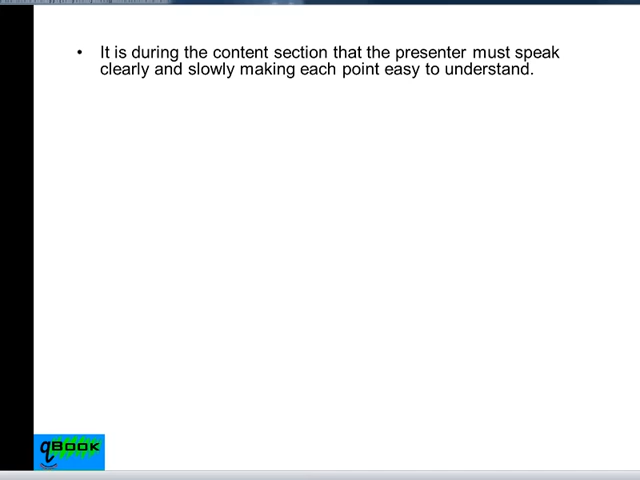 • It is during the content section that the presenter must speak
clearly and slowly making each point easy to understand.
qBOOK